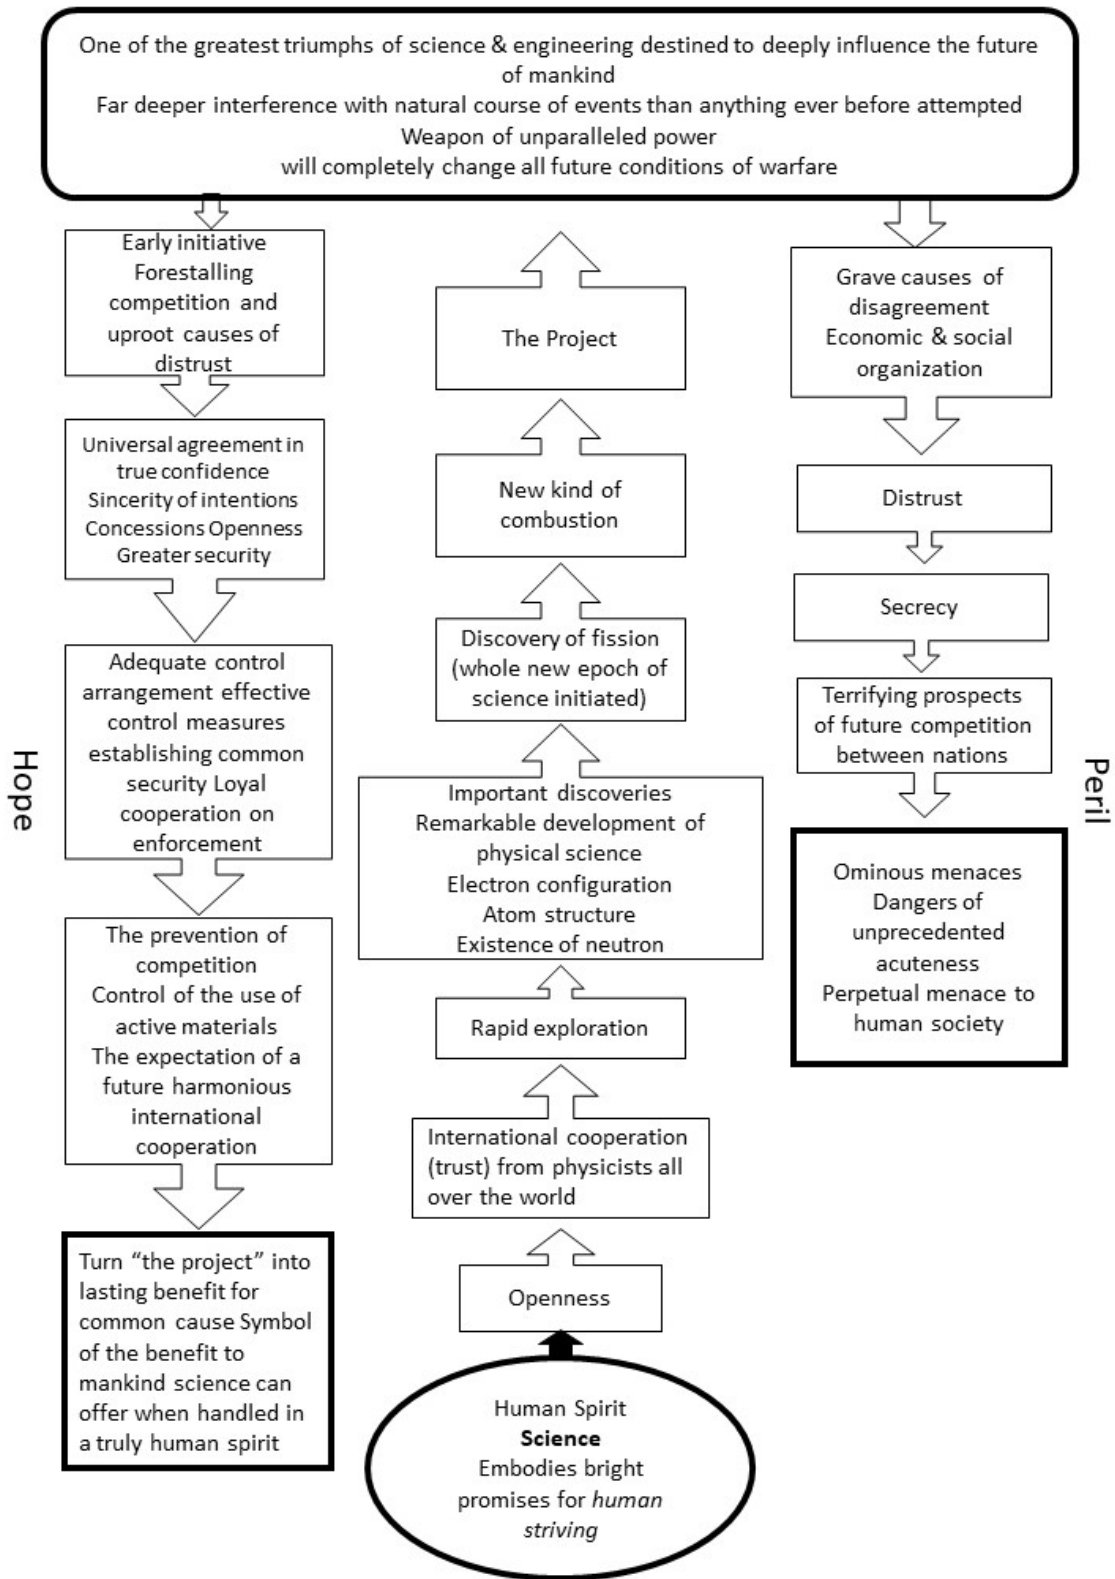 One of the greatest triumphs of science & engineering destined to deeply influence the future
of mankind
Far deeper interference with natural course of events than anything ever before attempted
Weapon of unparalleled power
will completely change all future conditions of warfare
Hope
Early initiative
Forestalling
competition and
uproot causes of
distrust
Universal agreement in
true confidence
Sincerity of intentions
Concessions Openness
Greater security
Adequate control
arrangement effective
control measures
establishing common
security Loyal
cooperation on
enforcement
The prevention of
competition
Control of the use of
active materials
The expectation of a
future harmonious
international
cooperation
Turn “the project” into
lasting benefit for
common cause Symbol
of the benefit to
mankind science can
offer when handled in
a truly human spirit
The Project
New kind of
combustion
Discovery of fission
(whole new epoch of
science initiated)
Important discoveries
Remarkable development of
physical science
Electron configuration
Atom structure
Existence of neutron
Rapid exploration
International cooperation
(trust) from physicists all
over the world
Openness
Human Spirit
Science
Embodies bright
promises for human
striving
Grave causes of
disagreement
Economic & social
organization
Distrust
Secrecy
Terrifying prospects
of future competition
between nations
Ominous menaces
Dangers of
unprecedented
acuteness
Perpetual menace to
human society
Peril